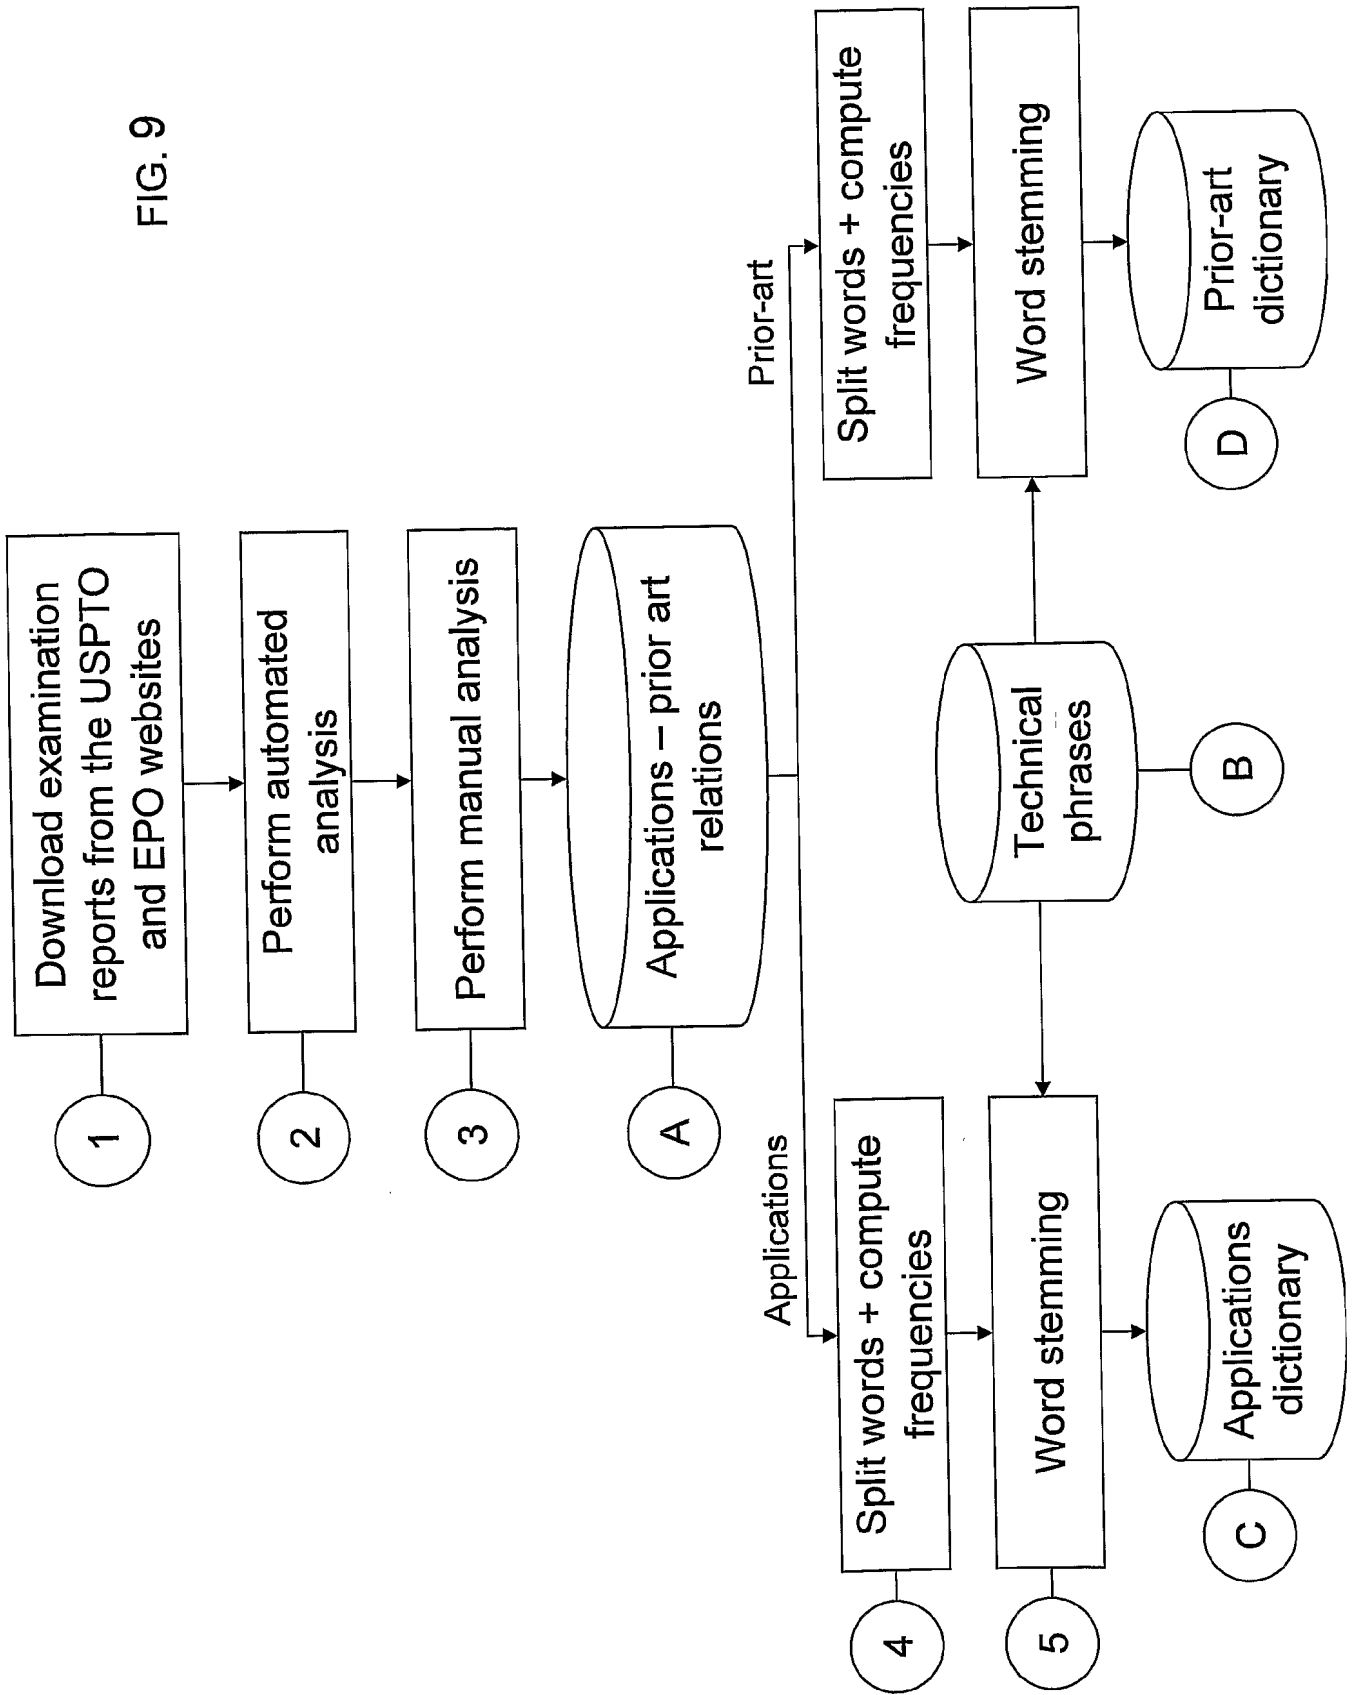 FIG. 9
1
Download examination
reports from the USPTO
and EPO websites
2
Perform automated
analysis
3
Perform manual analysis
A
Applications – prior art
relations
Applications
Prior-art
4
Split words + compute
frequencies
Split words + compute
frequencies
5
Word stemming
Technical
phrases
Word stemming
B
C
Applications
dictionary
D
Prior-art
dictionary